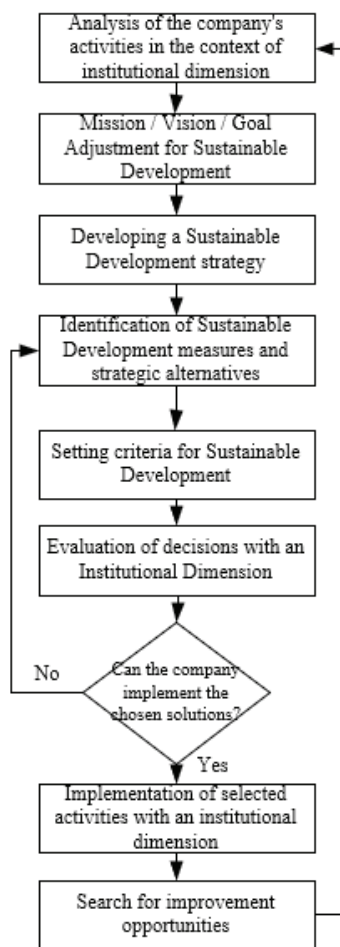 Analysis of the company's
activities in the context of
institutional dimension
Mission / Vision / Goal
Adjustment for Sustainable
Development
Developing a Sustainable
Development strategy
Identification of Sustainable
Development measures and
strategic alternatives
Setting criteria for Sustainable
Development
Evaluation of decisions with an
Institutional Dimension
No
Can the company
implement the
chosen solutions?
Yes
Implementation of selected
activities with an institutional
dimension
Search for improvement
opportunities